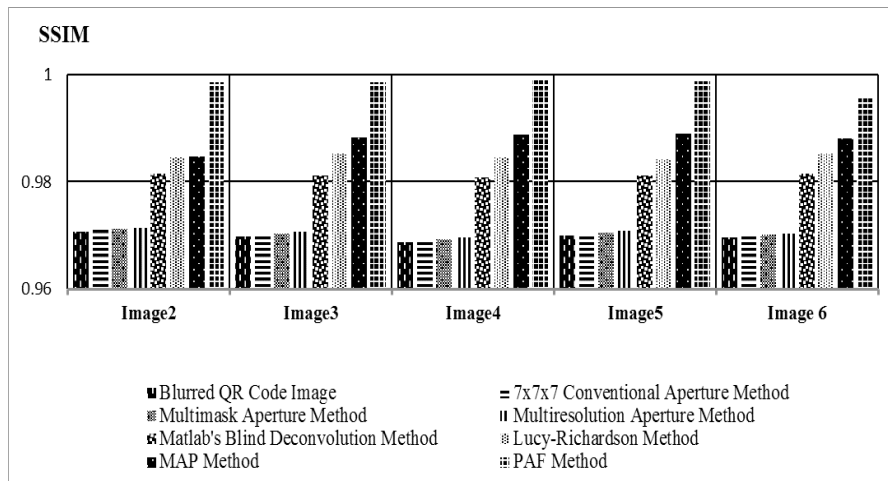 SSIM
1
0.98
0.96
Image2 Image3 Image4 Image5 Image 6
Blurred QR Code Image 7x7x7 Conventional Aperture Method
Multimask Aperture Method Multiresolution Aperture Method
Matlab's Blind Deconvolution Method Lucy-Richardson Method
MAP Method PAF Method